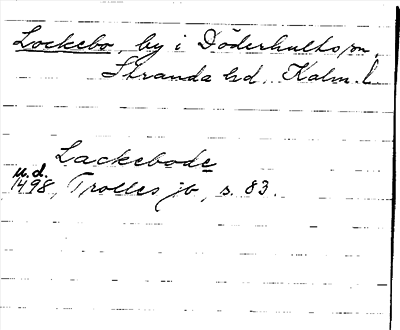 Lockebo, by i Döderhults sn,
Stranda hd, Kalm. l.
Lackebode
u.d.
1498, Trolles jb, s. 83.